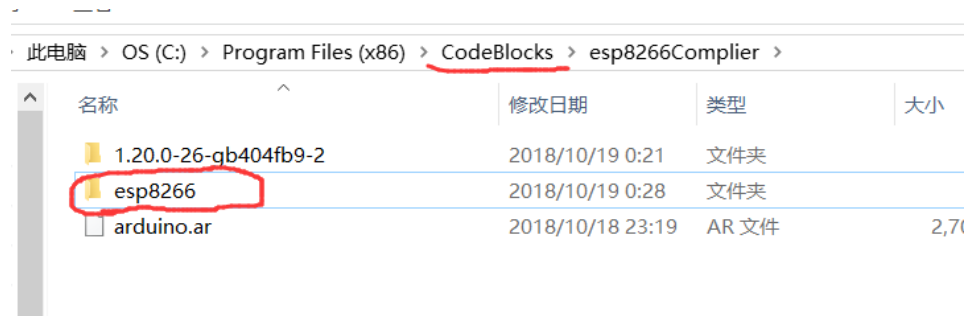 此电脑 > OS (C:) > Program Files (x86) > CodeBlocks > esp8266Complier >
名称 修改日期 类型 大小
1.20.0-26-gb404fb9-2 2018/10/19 0:21 文件夹
esp8266 2018/10/19 0:28 文件夹
arduino.ar 2018/10/18 23:19 AR 文件 2,70